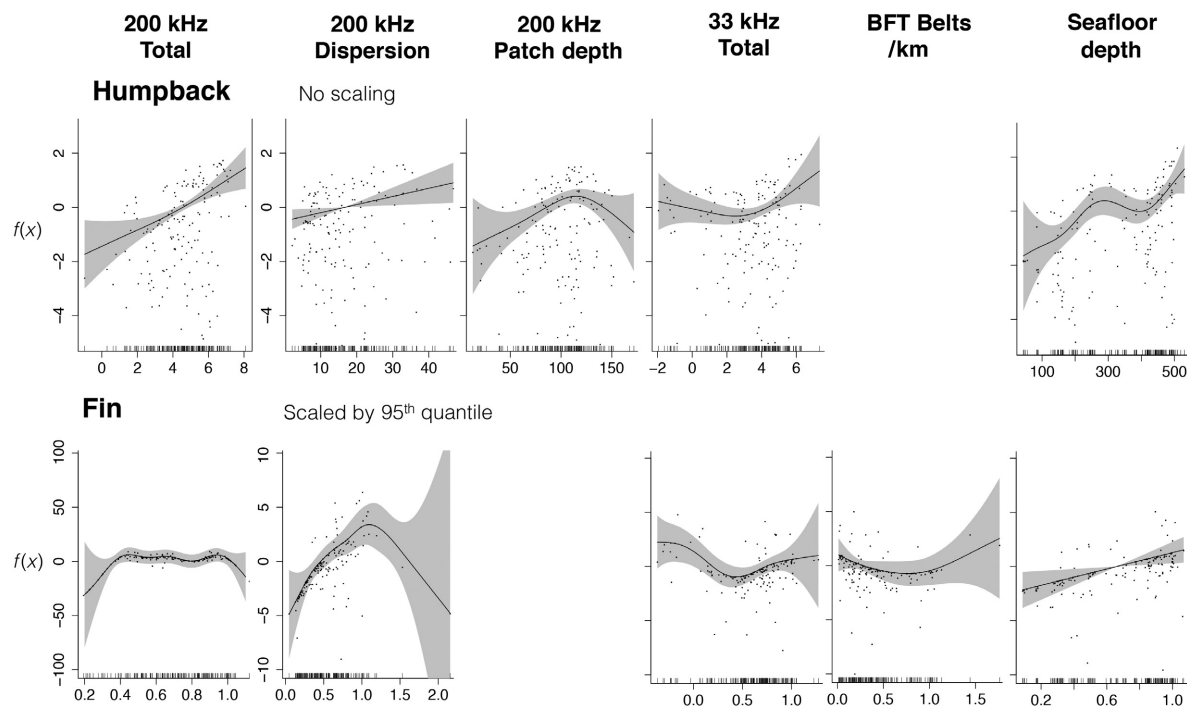 200 kHz Total
200 kHz Dispersion
200 kHz Patch depth
33 kHz Total
BFT Belts /km
Seafloor depth
Humpback No scaling
f(x)
2
0
−2
−4
0 2 4 6 8
10 20 30 40
50 100 150
−2 0 2 4 6
100 300 500
Fin Scaled by 95th quantile
f(x)
100
50
0
−50
−100
10
5
0
−5
−10
0.2 0.4 0.6 0.8 1.0
0.0 0.5 1.0 1.5 2.0
0.0 0.5 1.0
0.0 0.5 1.0 1.5
0.2 0.6 1.0